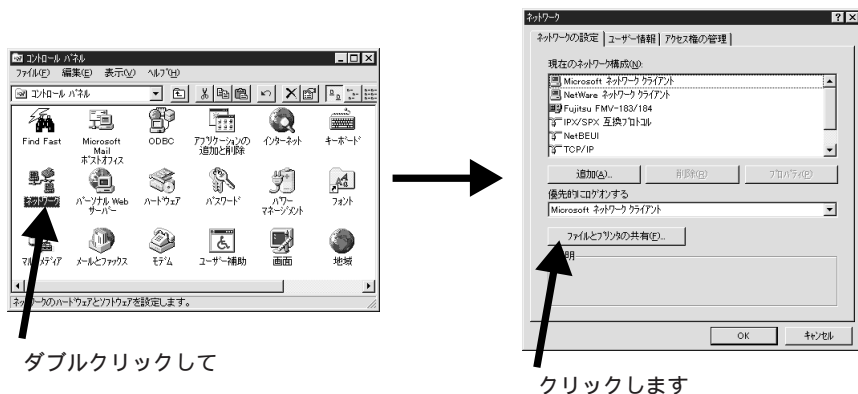 コントロール パネル
ファイル(F) 編集(E) 表示(V) ヘルプ(H)
コントロール パネル
Find Fast
Microsoft Mail ポストオフィス
ODBC
アプリケーションの追加と削除
インターネット
キーボード
ネットワーク
パーソナル Web サーバー
ハードウェア
パスワード
パワー マネージメント
フォント
マルチメディア
メールとファックス
モデム
ユーザー補助
画面
地域
ネットワークのハードウェアとソフトウェアを設定します。
ダブルクリックして
ネットワーク
ネットワークの設定 ユーザー情報 アクセス権の管理
現在のネットワーク構成(N):
Microsoft ネットワーク クライアント
NetWare ネットワーク クライアント
Fujitsu FMV-183/184
IPX/SPX 互換プロトコル
NetBEUI
TCP/IP
追加(A)... 削除(R) プロパティ(P)
優先的にログオンする
Microsoft ネットワーク クライアント
ファイルとプリンタの共有(F)...
明
OK キャンセル
クリックします